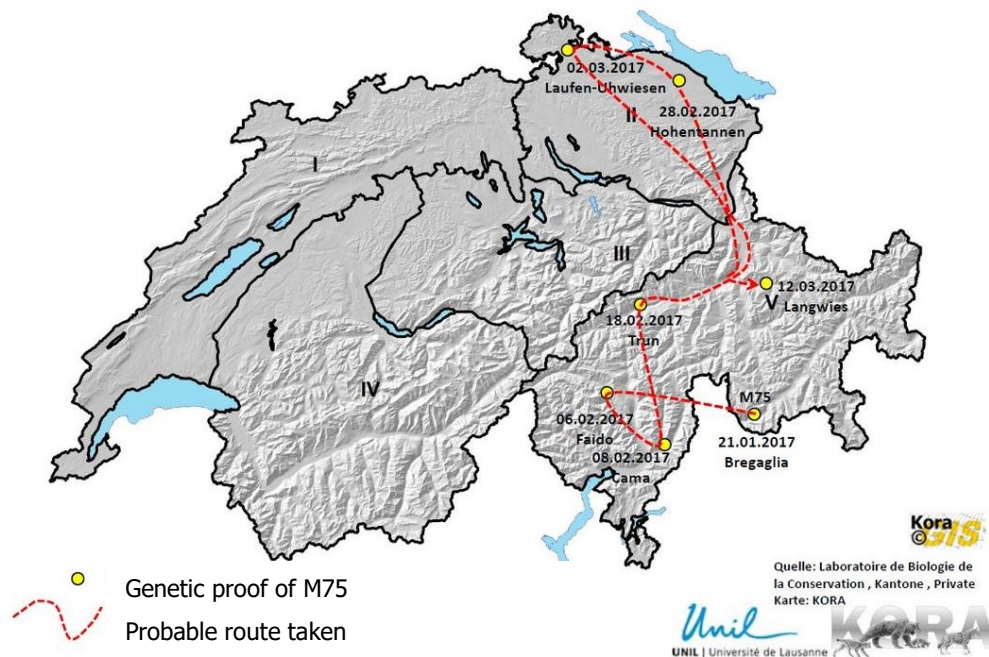 02.03.2017
Laufen-Uhwiesen
28.02.2017
Hohentannen
II
I
III
12.03.2017
V Langwies
18.02.2017
Trun
IV
M75
06.02.2017
Faido
21.01.2017
Bregaglia
08.02.2017
Cama
Kora
© GIS
Genetic proof of M75
Probable route taken
Quelle: Laboratoire de Biologie de
la Conservation , Kantone , Private
Karte: KORA
Unil
UNIL | Université de Lausanne
KORA